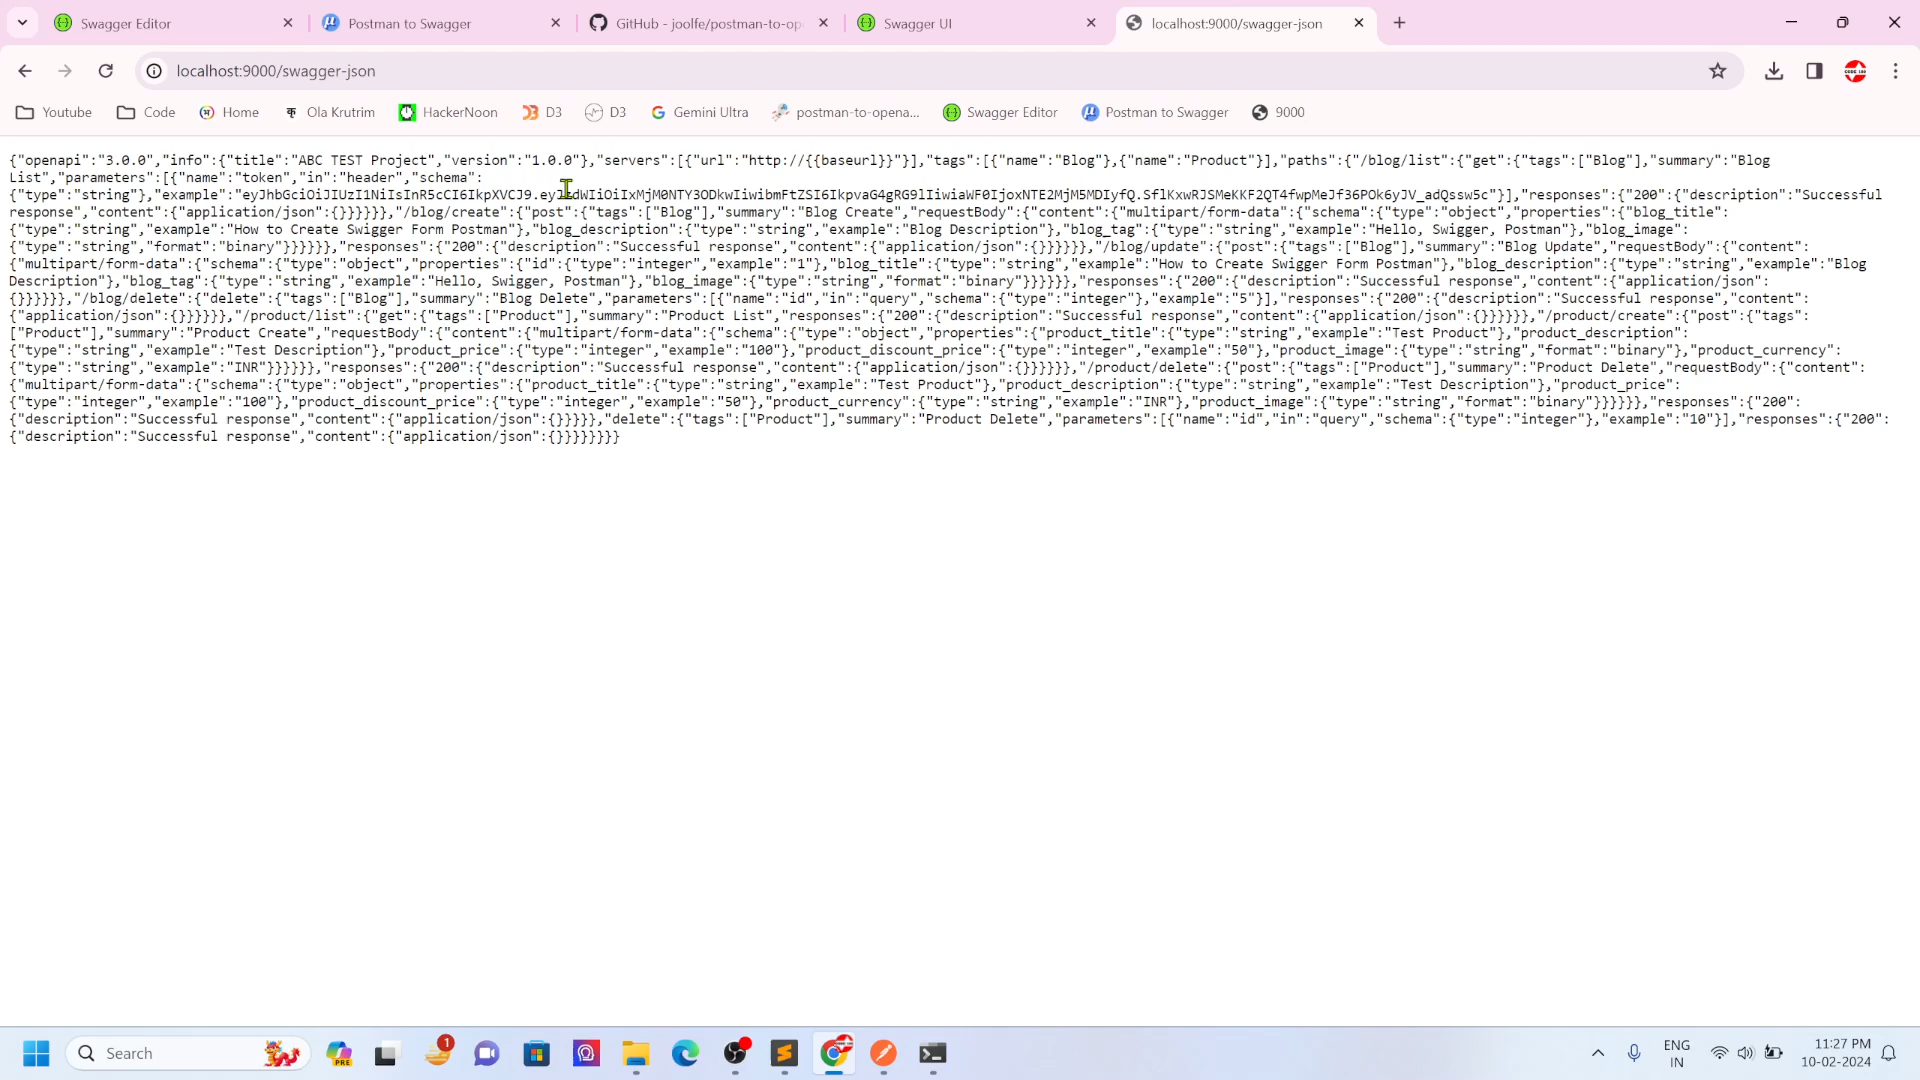 Swagger Editor
Postman to Swagger
GitHub - joolfe/postman-to-op
Swagger UI
localhost:9000/swagger-json
localhost:9000/swagger-json
Youtube
Code
Home
Ola Krutrim
HackerNoon
D3
D3
Gemini Ultra
postman-to-opena...
Swagger Editor
Postman to Swagger
9000
{"openapi":"3.0.0","info":{"title":"ABC TEST Project","version":"1.0.0"},"servers":[{"url":"http://{{baseurl}}"}],"tags":[{"name":"Blog"},{"name":"Product"}],"paths":{"/blog/list":{"get":{"tags":["Blog"],"summary":"Blog
List","parameters":[{"name":"token","in":"header","schema":
{"type":"string"},"example":"eyJhbGciOiJIUzI1NiIsInR5cCI6IkpXVCJ9.eyJzdWIiOiIxMjM0NTY3ODkwIiwibmFtZSI6IkpvaG4gRG9lIiwiaWF0IjoxNTE2MjM5MDIyfQ.SflKxwRJSMeKKF2QT4fwpMeJf36POk6yJV_adQssw5c"}],"responses":{"200":{"description":"Successful
response","content":{"application/json":{}}}}}},"/blog/create":{"post":{"tags":["Blog"],"summary":"Blog Create","requestBody":{"content":{"multipart/form-data":{"schema":{"type":"object","properties":{"blog_title":
{"type":"string","example":"How to Create Swigger Form Postman"},"blog_description":{"type":"string","example":"Blog Description"},"blog_tag":{"type":"string","example":"Hello, Swigger, Postman"},"blog_image":
{"type":"string","format":"binary"}}}}}},"responses":{"200":{"description":"Successful response","content":{"application/json":{}}}}}},"/blog/update":{"post":{"tags":["Blog"],"summary":"Blog Update","requestBody":{"content":
{"multipart/form-data":{"schema":{"type":"object","properties":{"id":{"type":"integer","example":"1"},"blog_title":{"type":"string","example":"How to Create Swigger Form Postman"},"blog_description":{"type":"string","example":"Blog
Description"},"blog_tag":{"type":"string","example":"Hello, Swigger, Postman"},"blog_image":{"type":"string","format":"binary"}}}}}},"responses":{"200":{"description":"Successful response","content":{"application/json":
{}}}}}},"/blog/delete":{"delete":{"tags":["Blog"],"summary":"Blog Delete","parameters":[{"name":"id","in":"query","schema":{"type":"integer"},"example":"5"}],"responses":{"200":{"description":"Successful response","content":
{"application/json":{}}}}}},"/product/list":{"get":{"tags":["Product"],"summary":"Product List","responses":{"200":{"description":"Successful response","content":{"application/json":{}}}}}},"/product/create":{"post":{"tags":
["Product"],"summary":"Product Create","requestBody":{"content":{"multipart/form-data":{"schema":{"type":"object","properties":{"product_title":{"type":"string","example":"Test Product"},"product_description":
{"type":"string","example":"Test Description"},"product_price":{"type":"integer","example":"100"},"product_discount_price":{"type":"integer","example":"50"},"product_image":{"type":"string","format":"binary"},"product_currency":
{"type":"string","example":"INR"}}}}}},"responses":{"200":{"description":"Successful response","content":{"application/json":{}}}}}},"/product/delete":{"post":{"tags":["Product"],"summary":"Product Delete","requestBody":{"content":
{"multipart/form-data":{"schema":{"type":"object","properties":{"product_title":{"type":"string","example":"Test Product"},"product_description":{"type":"string","example":"Test Description"},"product_price":
{"type":"integer","example":"100"},"product_discount_price":{"type":"integer","example":"50"},"product_currency":{"type":"string","example":"INR"},"product_image":{"type":"string","format":"binary"}}}}}},"responses":{"200":
{"description":"Successful response","content":{"application/json":{}}}}},"delete":{"tags":["Product"],"summary":"Product Delete","parameters":[{"name":"id","in":"query","schema":{"type":"integer"},"example":"10"}],"responses":{"200":
{"description":"Successful response","content":{"application/json":{}}}}}}}}
Search
PRE
1
ENG
IN
11:27 PM
10-02-2024